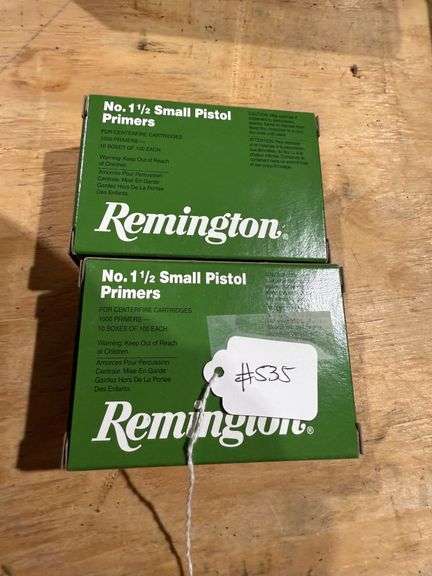 No. 1 1/2 Small Pistol
Primers
FOR CENTERFIRE CARTRIDGES
1000 PRIMERS—
10 BOXES OF 100 EACH
Warning: Keep Out of Reach
of Children.
Amorces Pour Percussion
Centrale: Mise En Garde
Gardez Hors De La Portee
Des Enfants.
Remington®
No. 1 1/2 Small Pistol
Primers
FOR CENTERFIRE CARTRIDGES
1000 PRIMERS—
10 BOXES OF 100 EACH
Warning: Keep Out of Reach
of Children.
Amorces Pour Percussion
Centrale: Mise En Garde
Gardez Hors De La Portee
Des Enfants.
#535
Remington®